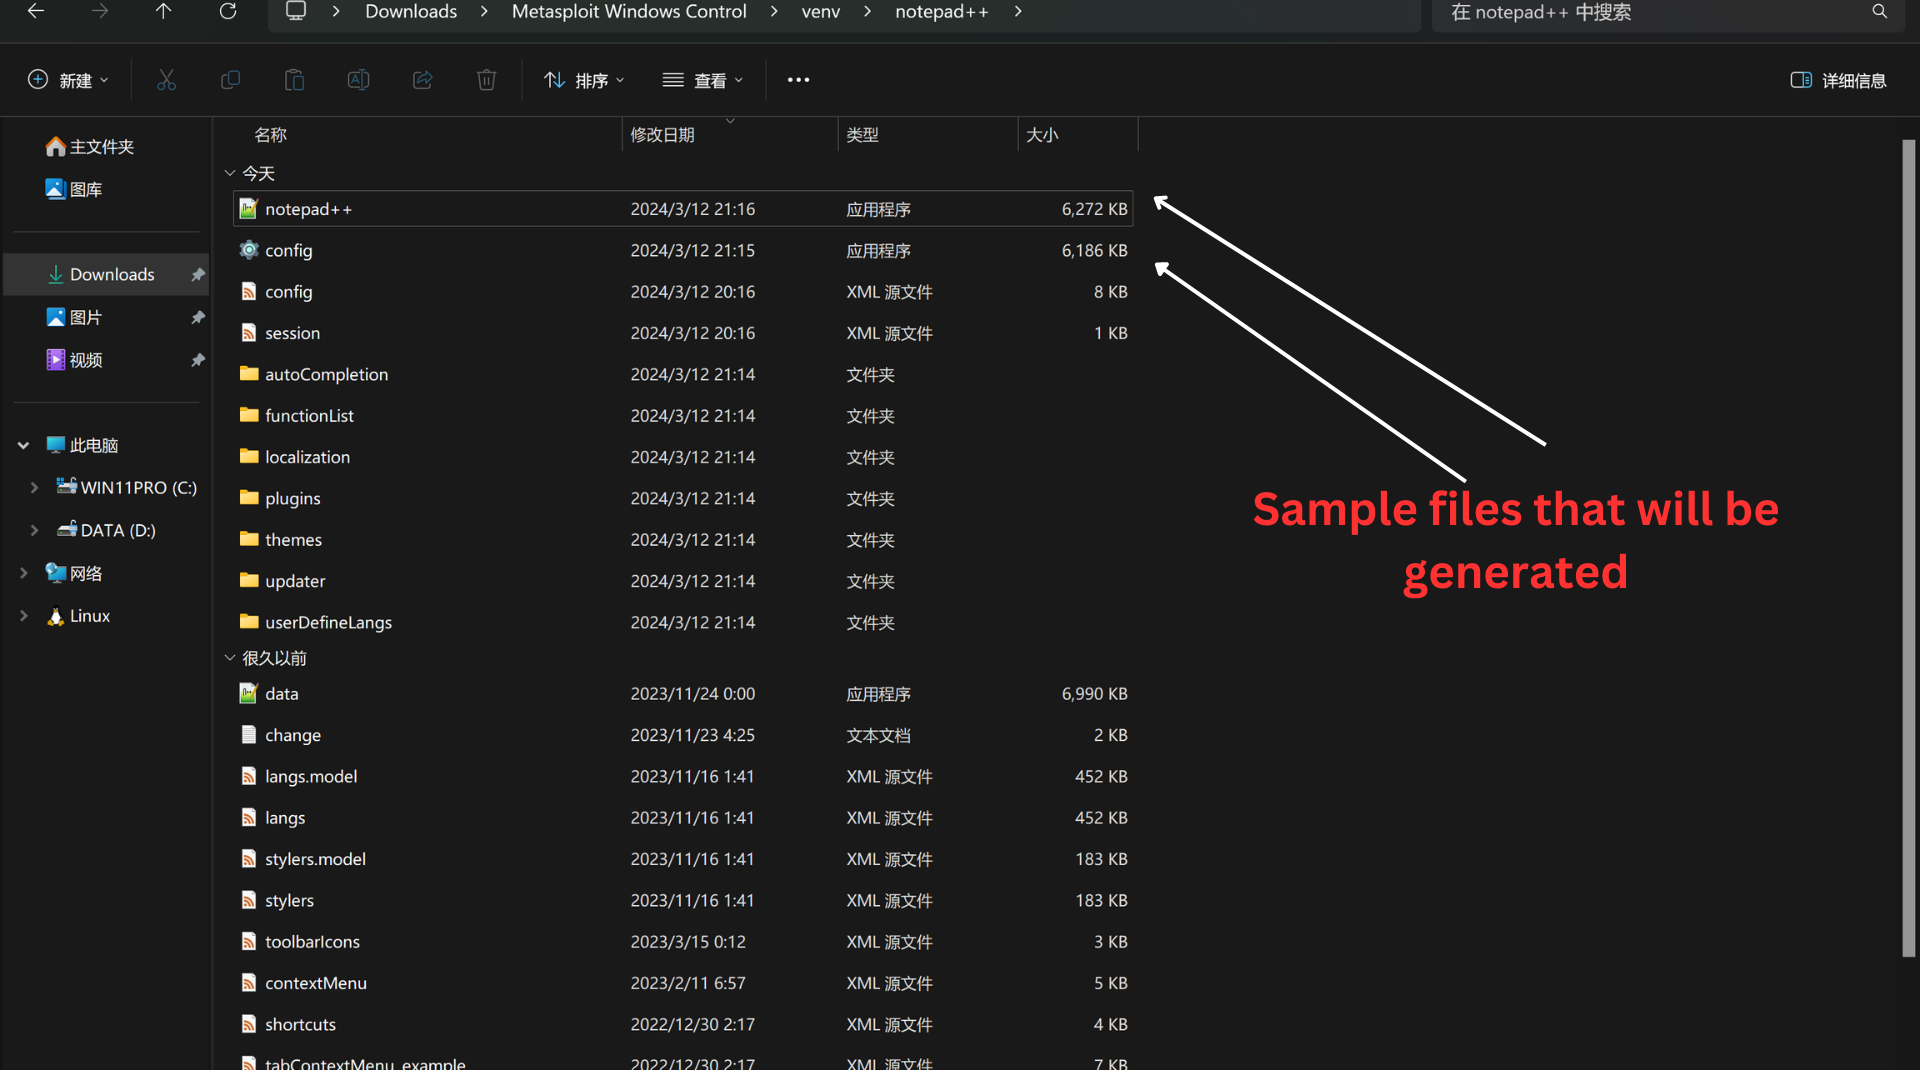 Downloads > Metasploit Windows Control > venv > notepad++ >
在 notepad++ 中搜索
新建
排序
查看
详细信息
主文件夹
图库
Downloads
图片
视频
此电脑
WIN11PRO (C:)
DATA (D:)
网络
Linux
名称 修改日期 类型 大小
今天
notepad++ 2024/3/12 21:16 应用程序 6,272 KB
config 2024/3/12 21:15 应用程序 6,186 KB
config 2024/3/12 20:16 XML 源文件 8 KB
session 2024/3/12 20:16 XML 源文件 1 KB
autoCompletion 2024/3/12 21:14 文件夹
functionList 2024/3/12 21:14 文件夹
localization 2024/3/12 21:14 文件夹
plugins 2024/3/12 21:14 文件夹
themes 2024/3/12 21:14 文件夹
updater 2024/3/12 21:14 文件夹
userDefineLangs 2024/3/12 21:14 文件夹
很久以前
data 2023/11/24 0:00 应用程序 6,990 KB
change 2023/11/23 4:25 文本文档 2 KB
langs.model 2023/11/16 1:41 XML 源文件 452 KB
langs 2023/11/16 1:41 XML 源文件 452 KB
stylers.model 2023/11/16 1:41 XML 源文件 183 KB
stylers 2023/11/16 1:41 XML 源文件 183 KB
toolbarIcons 2023/3/15 0:12 XML 源文件 3 KB
contextMenu 2023/2/11 6:57 XML 源文件 5 KB
shortcuts 2022/12/30 2:17 XML 源文件 4 KB
tabContextMenu_example 2022/12/30 2:17 XML 源文件 7 KB
Sample files that will be
generated